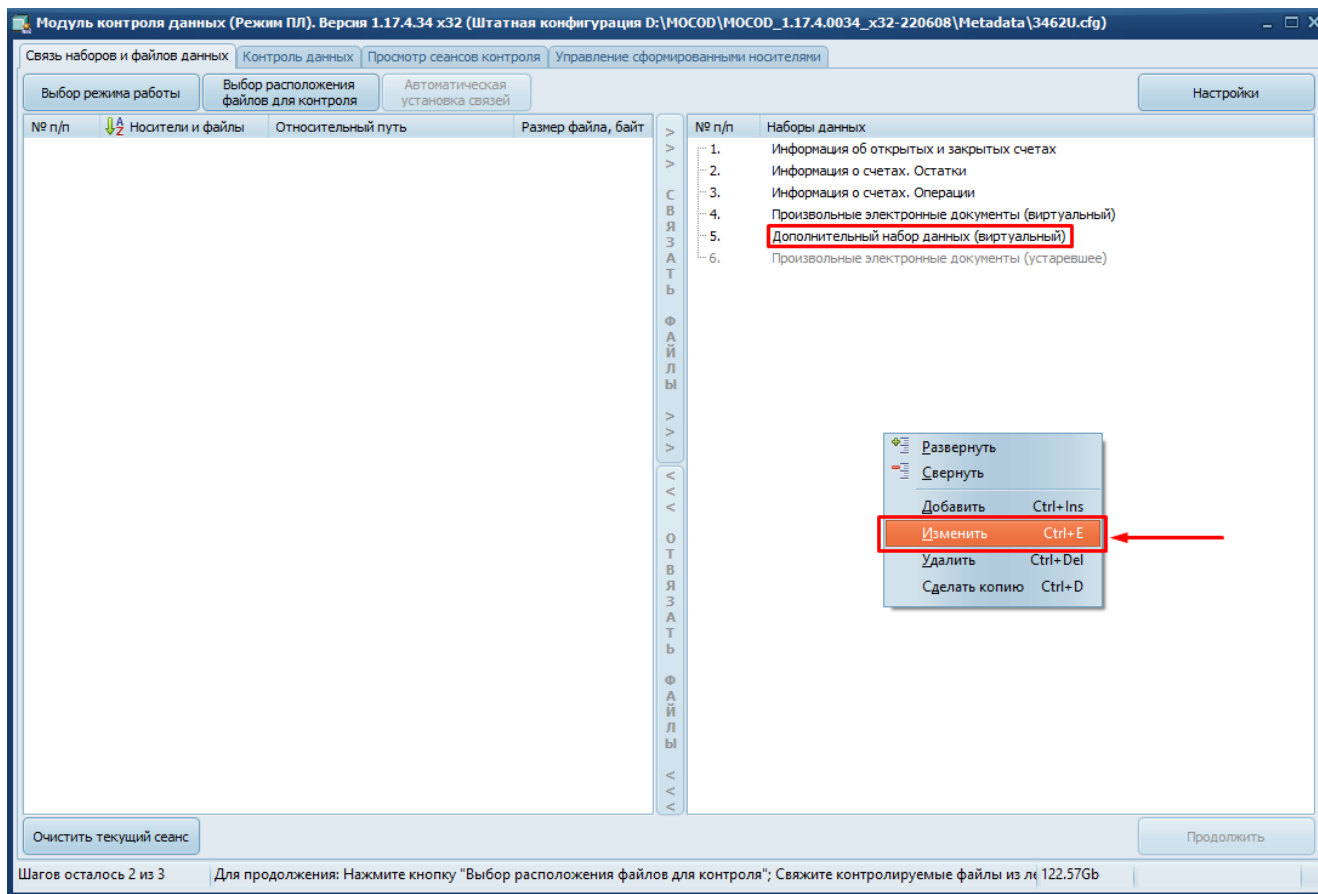 Модуль контроля данных (Режим ПЛ). Версия 1.17.4.34 x32 (Штатная конфигурация D:\MOCOD\MOCOD_1.17.4.0034_x32-220608\Metadata\3462U.cfg)
Связь наборов и файлов данных Контроль данных Просмотр сеансов контроля Управление сформированными носителями
Выбор режима работы
Выбор расположения
файлов для контроля
Автоматическая
установка связей
Настройки
№ п/п Носители и файлы Относительный путь Размер файла, байт
> > > СВЯЗАТЬ ФАЙЛЫ > > >
< < < ОТВЯЗАТЬ ФАЙЛЫ < < <
№ п/п Наборы данных
1. Информация об открытых и закрытых счетах
2. Информация о счетах. Остатки
3. Информация о счетах. Операции
4. Произвольные электронные документы (виртуальный)
5. Дополнительный набор данных (виртуальный)
6. Произвольные электронные документы (устаревшее)
Развернуть
Свернуть
Добавить Ctrl+Ins
Изменить Ctrl+E
Удалить Ctrl+Del
Сделать копию Ctrl+D
Очистить текущий сеанс
Продолжить
Шагов осталось 2 из 3 Для продолжения: Нажмите кнопку "Выбор расположения файлов для контроля"; Свяжите контролируемые файлы из ле 122.57Gb